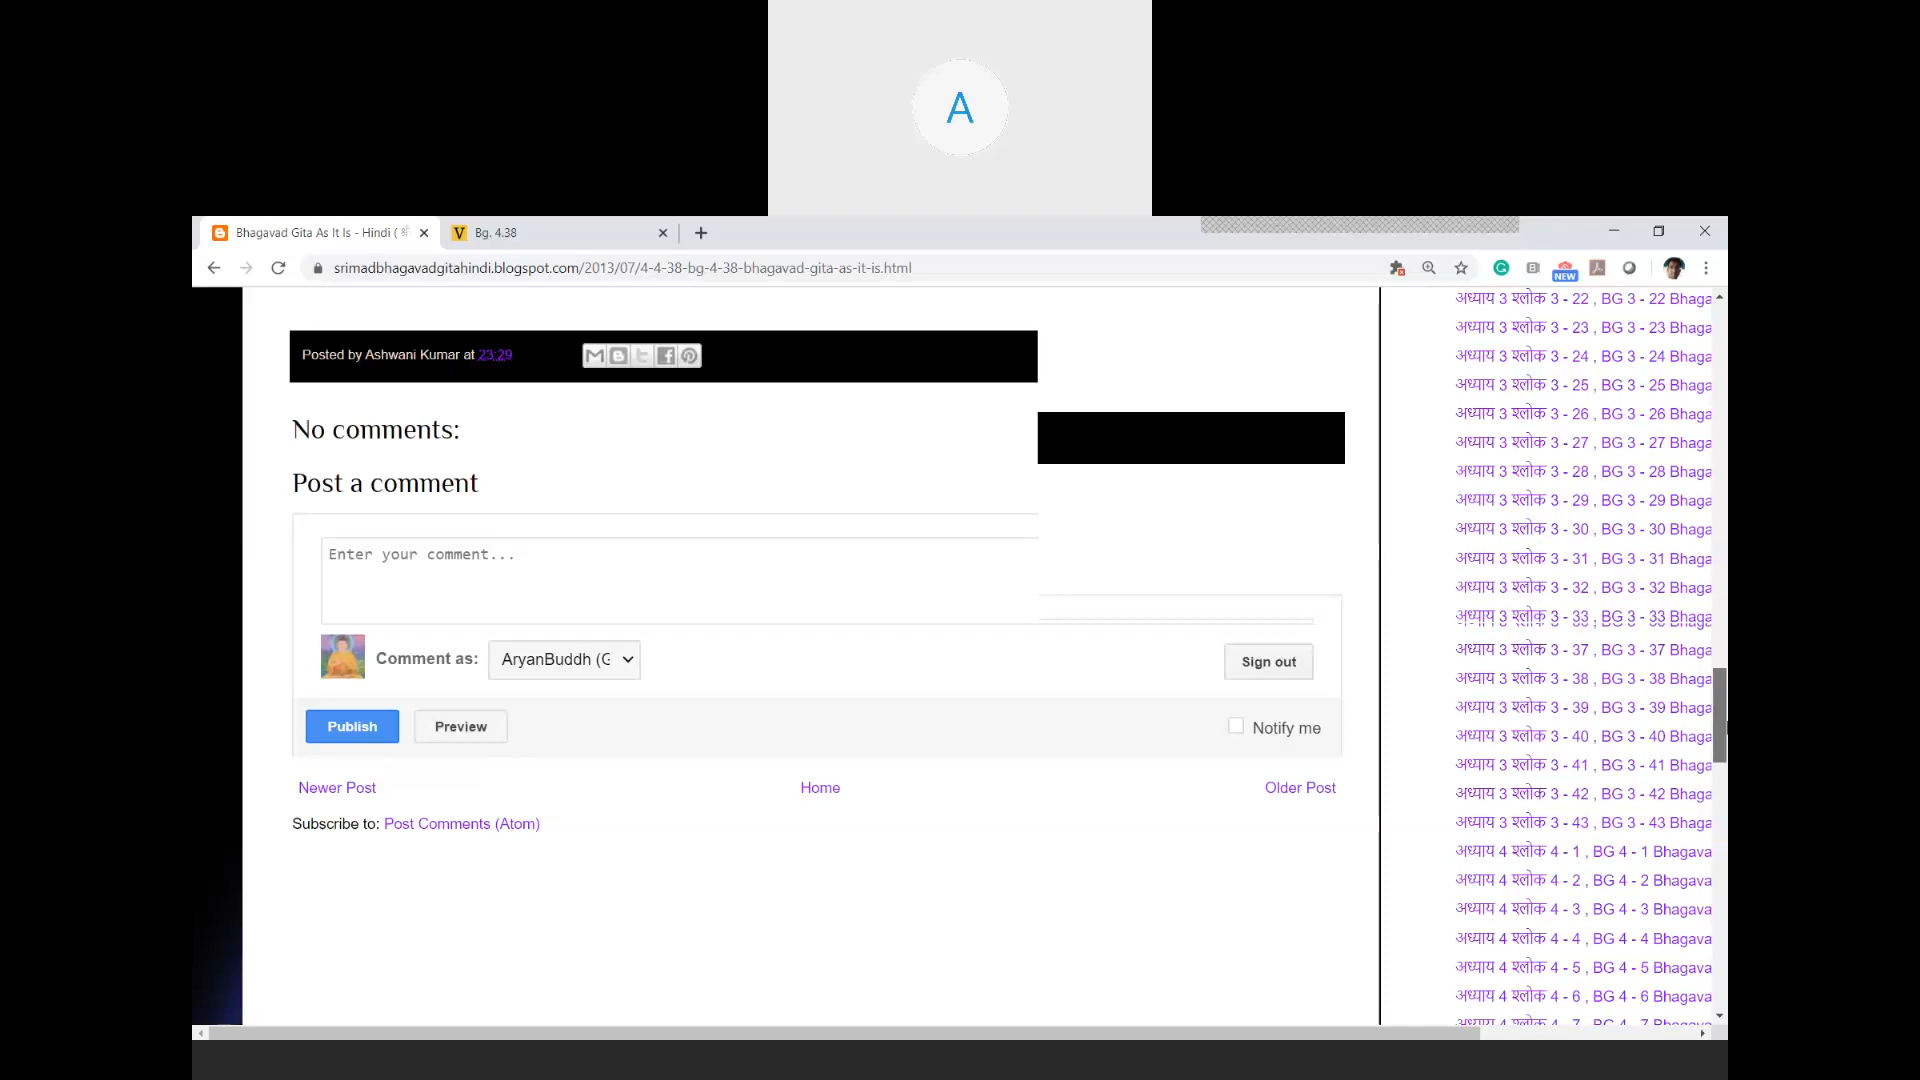 A
Bhagavad Gita As It Is - Hindi (
Bg. 4.38
srimadbhagavadgitahindi.blogspot.com/2013/07/4-4-38-bg-4-38-bhagavad-gita-as-it-is.html
NEW
Posted by Ashwani Kumar at 23:29
No comments:
Post a comment
Enter your comment...
Comment as: AryanBuddh (G
Sign out
Publish
Preview
Notify me
Newer Post
Home
Older Post
Subscribe to: Post Comments (Atom)
अध्याय 3 श्लोक 3 - 22 , BG 3 - 22 Bhaga
अध्याय 3 श्लोक 3 - 23 , BG 3 - 23 Bhaga
अध्याय 3 श्लोक 3 - 24 , BG 3 - 24 Bhaga
अध्याय 3 श्लोक 3 - 25 , BG 3 - 25 Bhaga
अध्याय 3 श्लोक 3 - 26 , BG 3 - 26 Bhaga
अध्याय 3 श्लोक 3 - 27 , BG 3 - 27 Bhaga
अध्याय 3 श्लोक 3 - 28 , BG 3 - 28 Bhaga
अध्याय 3 श्लोक 3 - 29 , BG 3 - 29 Bhaga
अध्याय 3 श्लोक 3 - 30 , BG 3 - 30 Bhaga
अध्याय 3 श्लोक 3 - 31 , BG 3 - 31 Bhaga
अध्याय 3 श्लोक 3 - 32 , BG 3 - 32 Bhaga
अध्याय 3 श्लोक 3 - 33 , BG 3 - 33 Bhaga
अध्याय 3 श्लोक 3 - 37 , BG 3 - 37 Bhaga
अध्याय 3 श्लोक 3 - 38 , BG 3 - 38 Bhaga
अध्याय 3 श्लोक 3 - 39 , BG 3 - 39 Bhaga
अध्याय 3 श्लोक 3 - 40 , BG 3 - 40 Bhaga
अध्याय 3 श्लोक 3 - 41 , BG 3 - 41 Bhaga
अध्याय 3 श्लोक 3 - 42 , BG 3 - 42 Bhaga
अध्याय 3 श्लोक 3 - 43 , BG 3 - 43 Bhaga
अध्याय 4 श्लोक 4 - 1 , BG 4 - 1 Bhagava
अध्याय 4 श्लोक 4 - 2 , BG 4 - 2 Bhagava
अध्याय 4 श्लोक 4 - 3 , BG 4 - 3 Bhagava
अध्याय 4 श्लोक 4 - 4 , BG 4 - 4 Bhagava
अध्याय 4 श्लोक 4 - 5 , BG 4 - 5 Bhagava
अध्याय 4 श्लोक 4 - 6 , BG 4 - 6 Bhagava
अध्याय 4 श्लोक 4 - 7 , BG 4 - 7 Bhagava